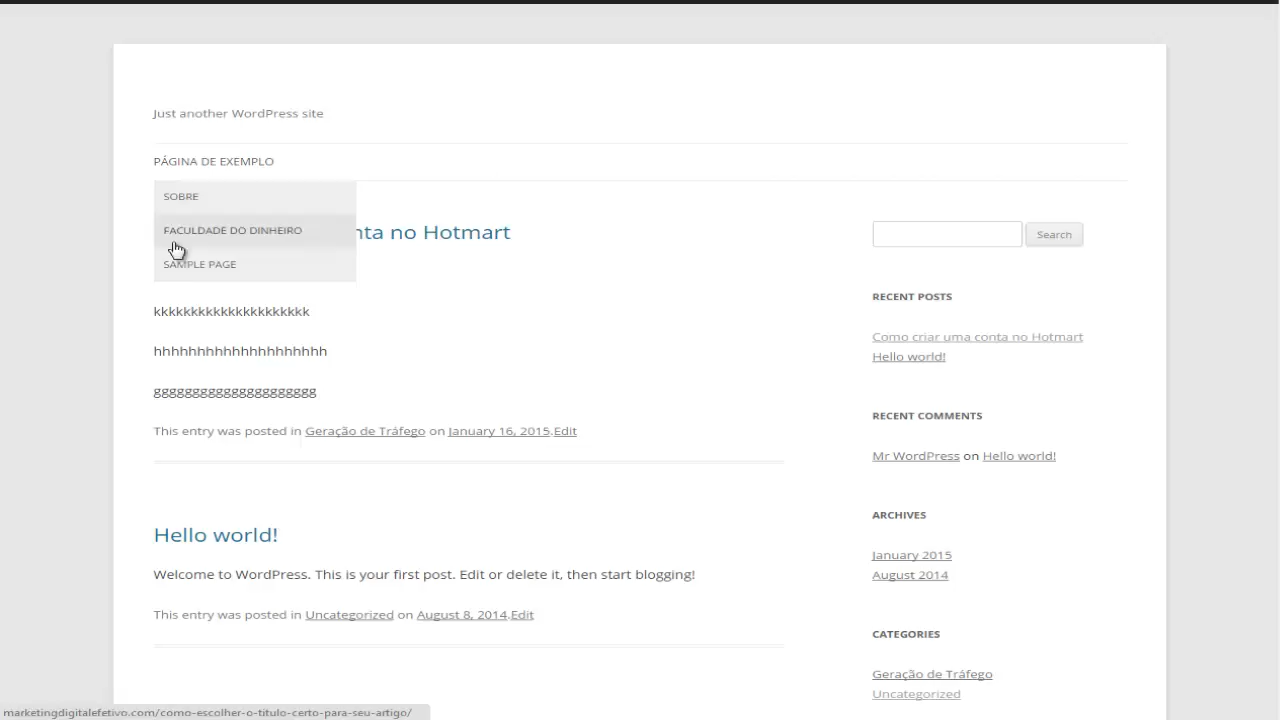 Just another WordPress site
PÁGINA DE EXEMPLO
SOBRE
FACULDADE DO DINHEIRO
SAMPLE PAGE
nta no Hotmart
kkkkkkkkkkkkkkkkkkkkk
hhhhhhhhhhhhhhhhhhhh
gggggggggggggggggggggg
This entry was posted in Geração de Tráfego on January 16, 2015.Edit
Hello world!
Welcome to WordPress. This is your first post. Edit or delete it, then start blogging!
This entry was posted in Uncategorized on August 8, 2014.Edit
Search
RECENT POSTS
Como criar uma conta no Hotmart
Hello world!
RECENT COMMENTS
Mr WordPress on Hello world!
ARCHIVES
January 2015
August 2014
CATEGORIES
Geração de Tráfego
Uncategorized
marketingdigitalefetivo.com/como-escolher-o-titulo-certo-para-seu-artigo/